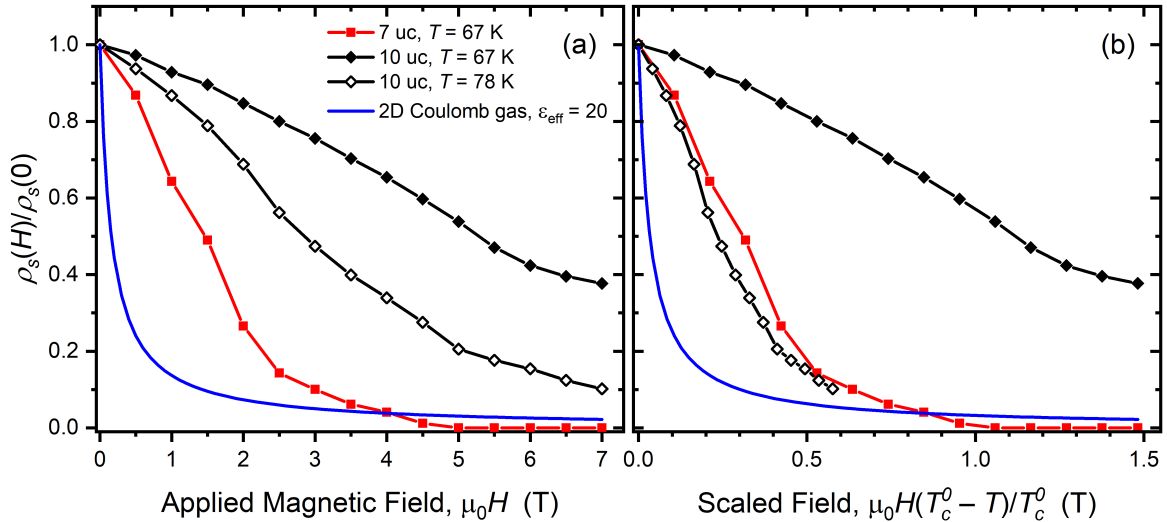 7 uc, T = 67 K
10 uc, T = 67 K
10 uc, T = 78 K
2D Coulomb gas, εeff = 20
(a)
(b)
ρs(H)/ρs(0)
1.0
0.8
0.6
0.4
0.2
0.0
0 1 2 3 4 5 6 7
0.0 0.5 1.0 1.5
Applied Magnetic Field, μ0H (T)
Scaled Field, μ0H(Tc0 – T)/Tc0 (T)